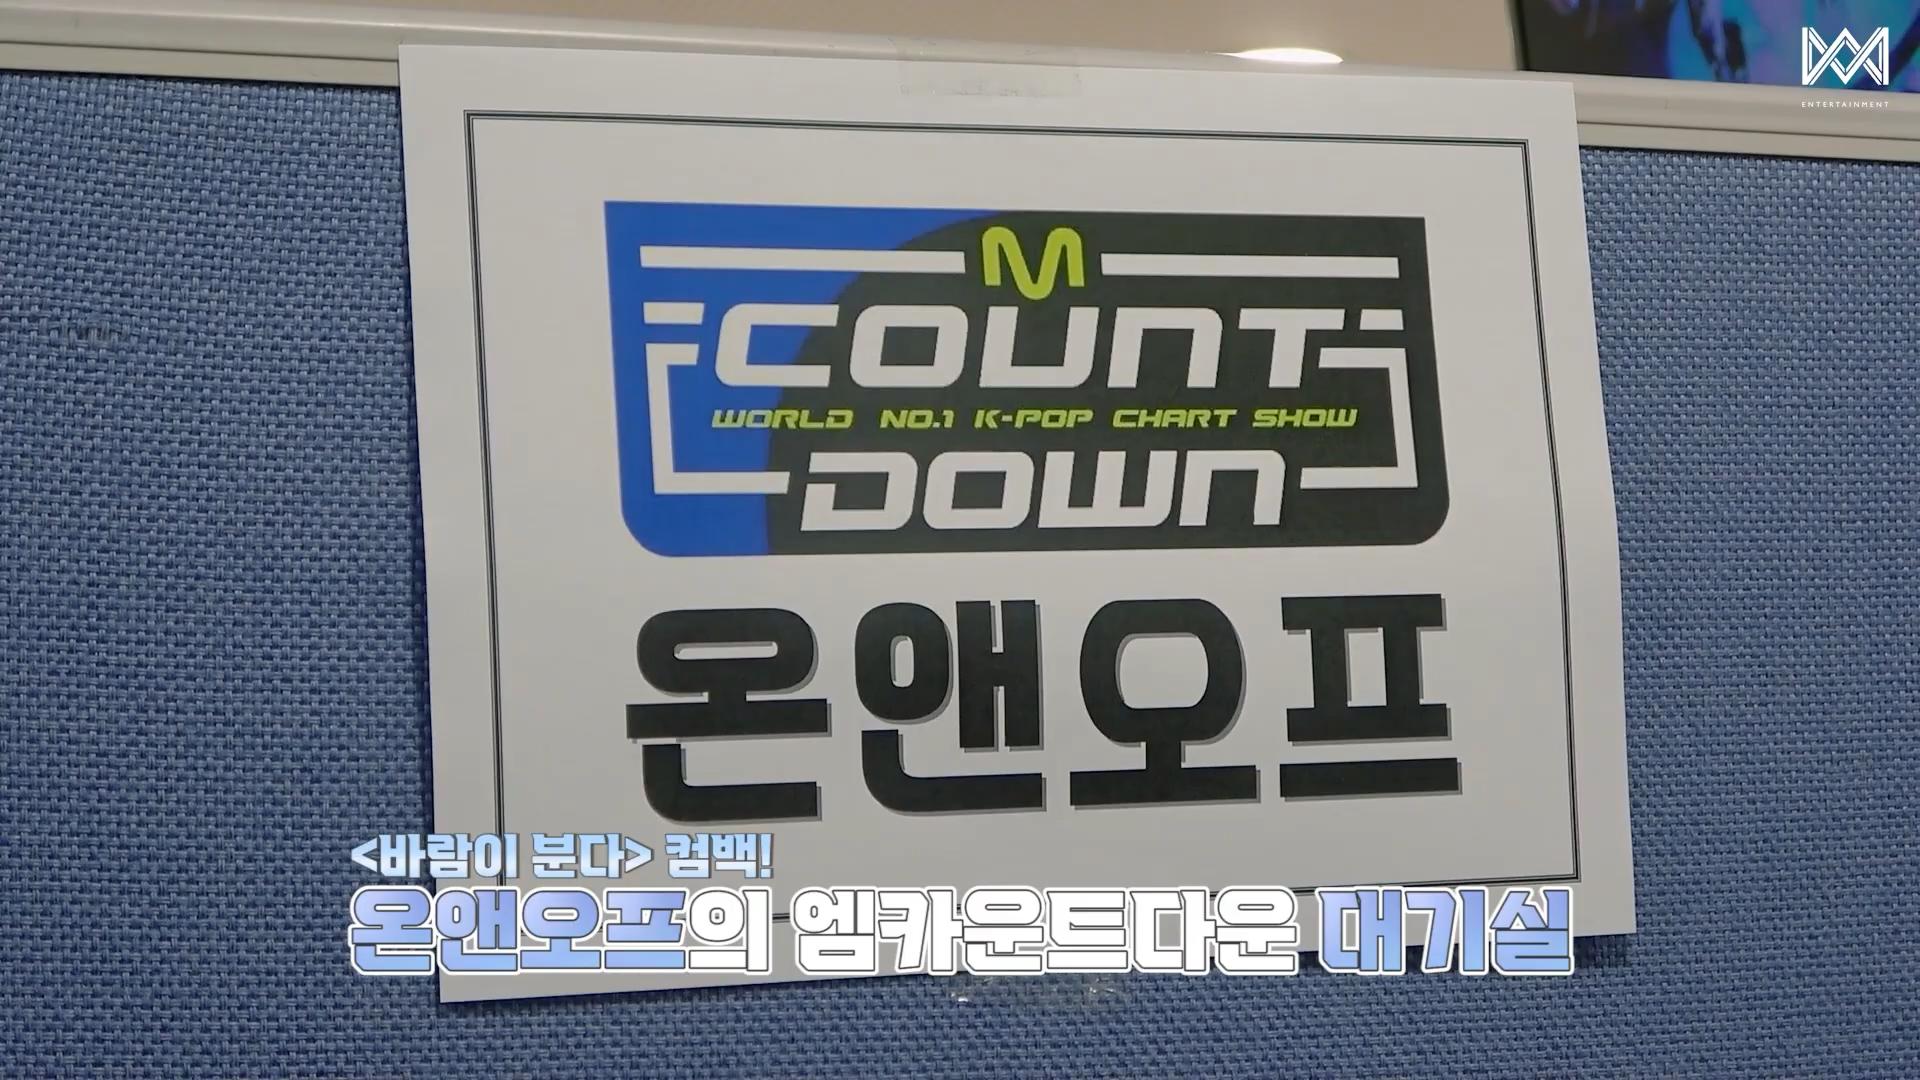 WM
ENTERTAINMENT
M
COUNT
WORLD NO.1 K-POP CHART SHOW
DOWN
온앤오프
<바람이 분다> 컴백!
온앤오프의 엠카운트다운 대기실